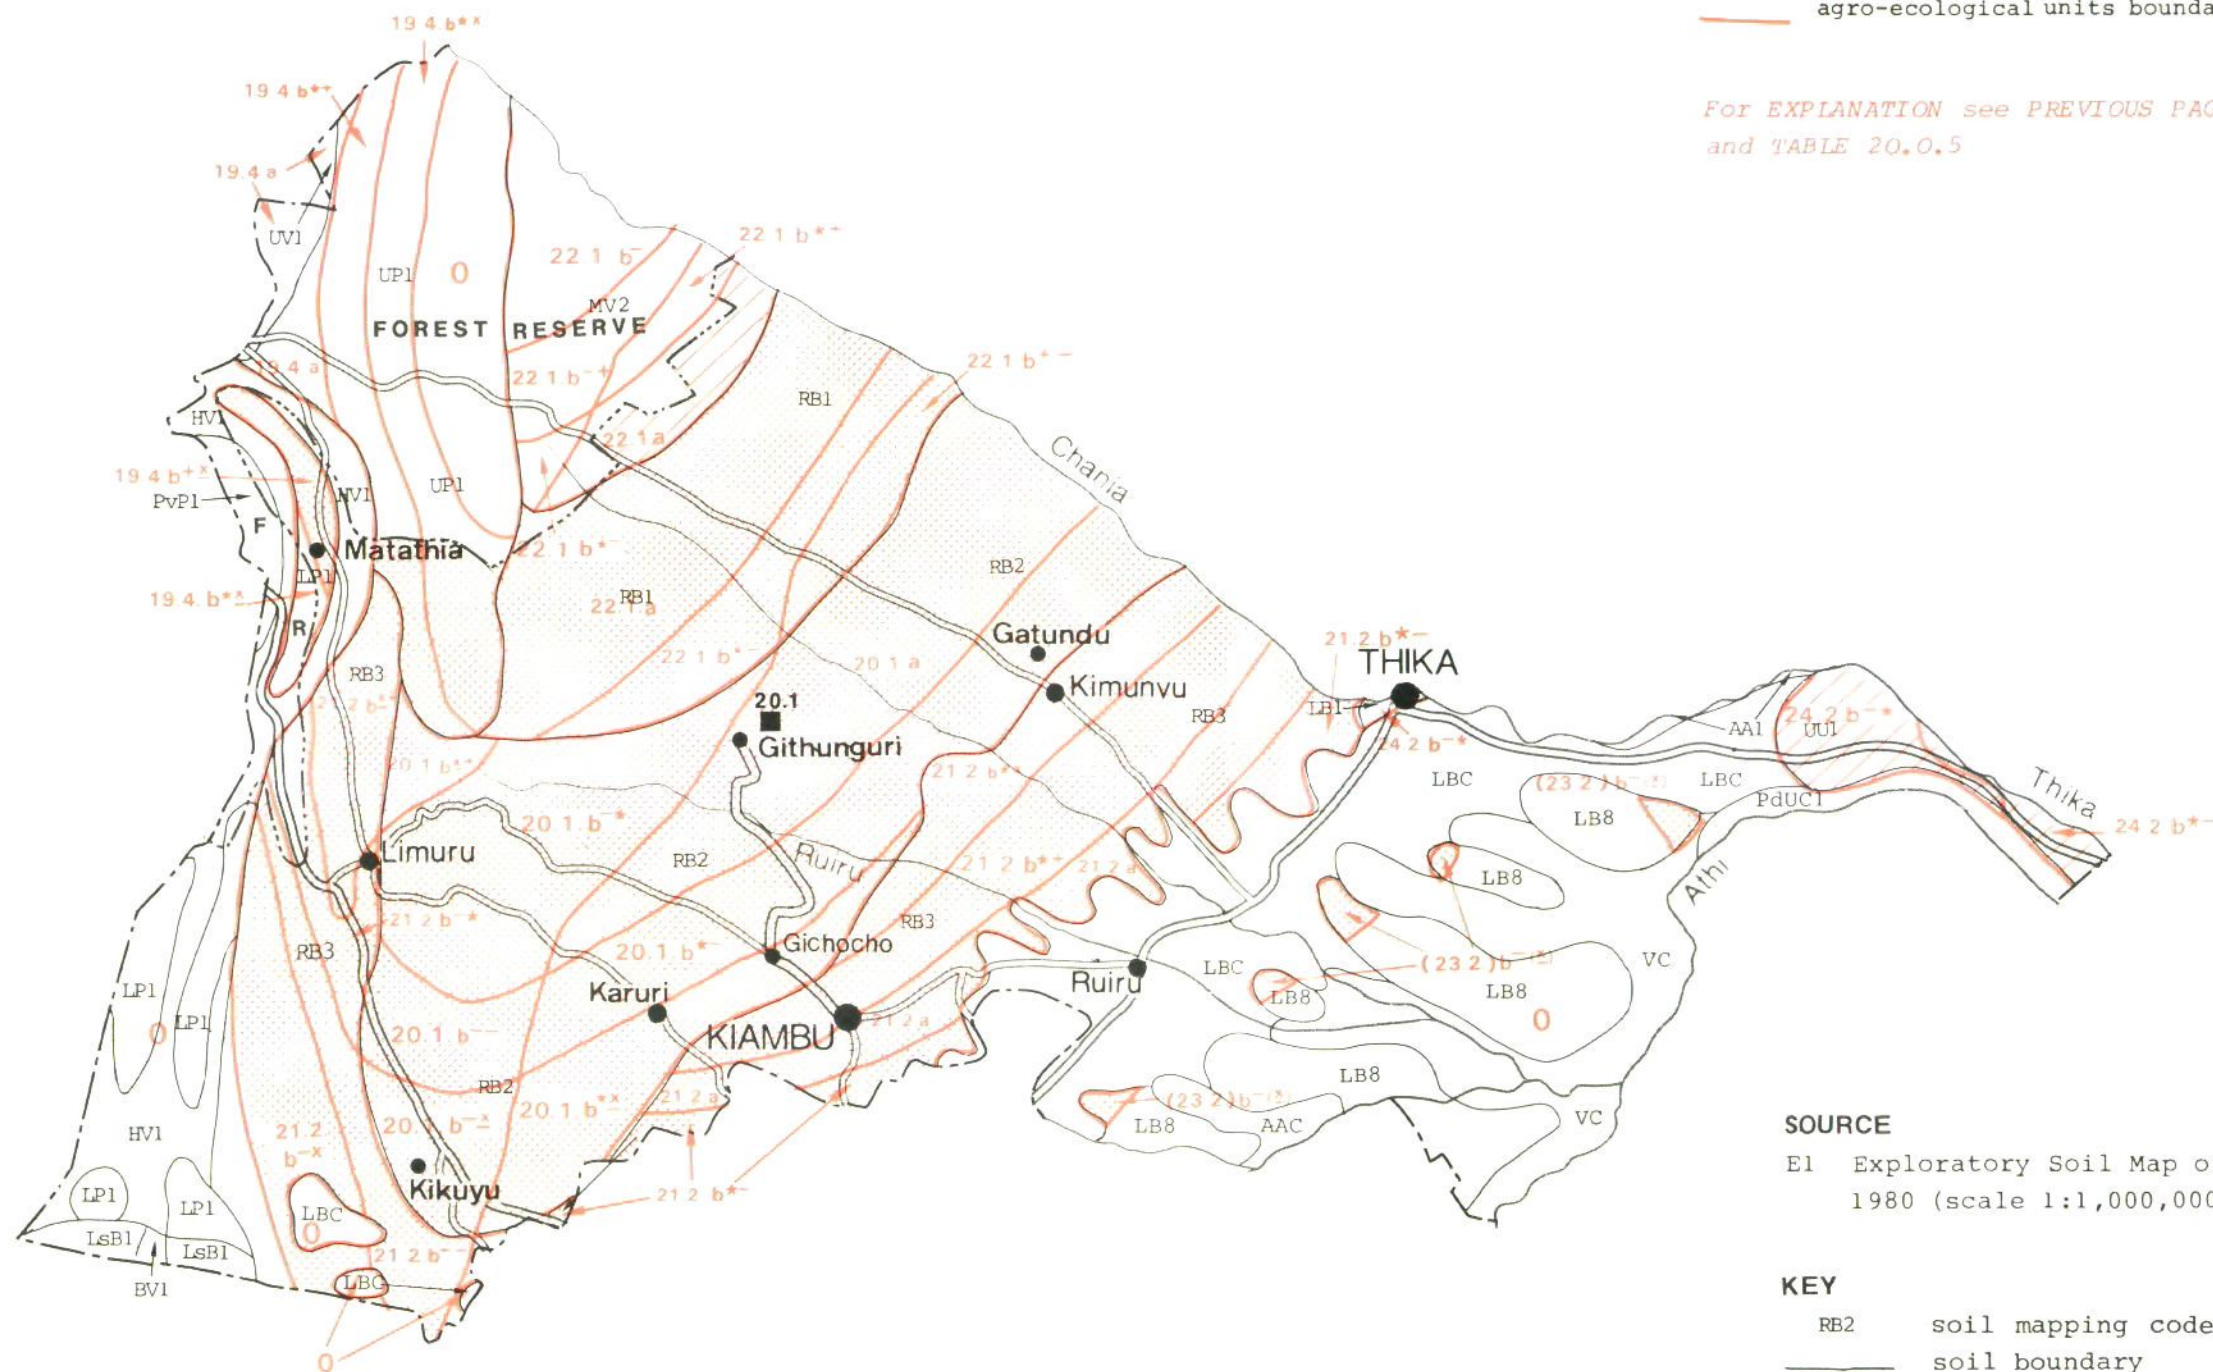 agro-ecological units
For EXPLANATION see PREVIOUS
and TABLE 20.0.5
19 4 b*ˣ
19 4 b*⁺
19.4 a
UV1
UP1
0
22 1 b⁻
22 1 b*⁺
MV2
FOREST RESERVE
19 4 a
22 1 b⁻⁺
22 1 b⁺⁻
RB1
HV1
22.1 a
Chania
19 4 b⁺ˣ
HV1
UP1
PvP1
F
Matathia
22 1 b*⁻
RB2
LP1
19 4 b*ˣ
RB1
22 1 a
R
Gatundu
21.2 b*⁻
THIKA
22 1 b*⁻
20 1 a
RB3
Kimunvu
20.1
RB3
LB1
AA1
24 2 b⁻*
UU1
Githunguri
24 2 b⁻*
21 2 b*⁺
LBC
(23 2) b⁻⁽ˣ⁾
LBC
PdUC1
Thika
LB8
24 2 b*⁻
20 1 b⁻*
Limuru
RB2
Ruiru
21 2 b*⁺
21 2 a
LB8
Athi
21 2 b⁻*
RB3
RB3
Gichocho
20.1 b*⁻
(23 2) b⁻⁽ˣ⁾
VC
LBC
LP1
Karuri
Ruiru
LB8
LB8
0
LP1
0
20 1 b⁻⁻
KIAMBU
21 2 a
RB2
LB8
20 1 b*ˣ
21 2 a
(23 2) b⁻⁽ˣ⁾
HV1
21.2
b⁻ˣ
20.1 b⁻ˣ
LB8
AAC
VC
SOURCE
E1 Exploratory Soil Map
1980 (scale 1:1,000,000
Kikuyu
21 2 b*⁻
LP1
LP1
LBC
0
LsB1
LsB1
21 2 b⁻⁻
BV1
LBC
KEY
RB2 soil mapping code
soil boundary
0